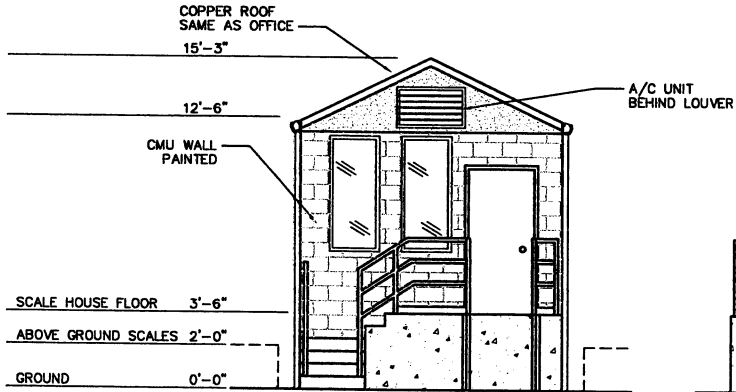 COPPER ROOF
SAME AS OFFICE
15'-3"
12'-6"
A/C UNIT
BEHIND LOUVER
CMU WALL
PAINTED
SCALE HOUSE FLOOR 3'-6"
ABOVE GROUND SCALES 2'-0"
GROUND 0'-0"